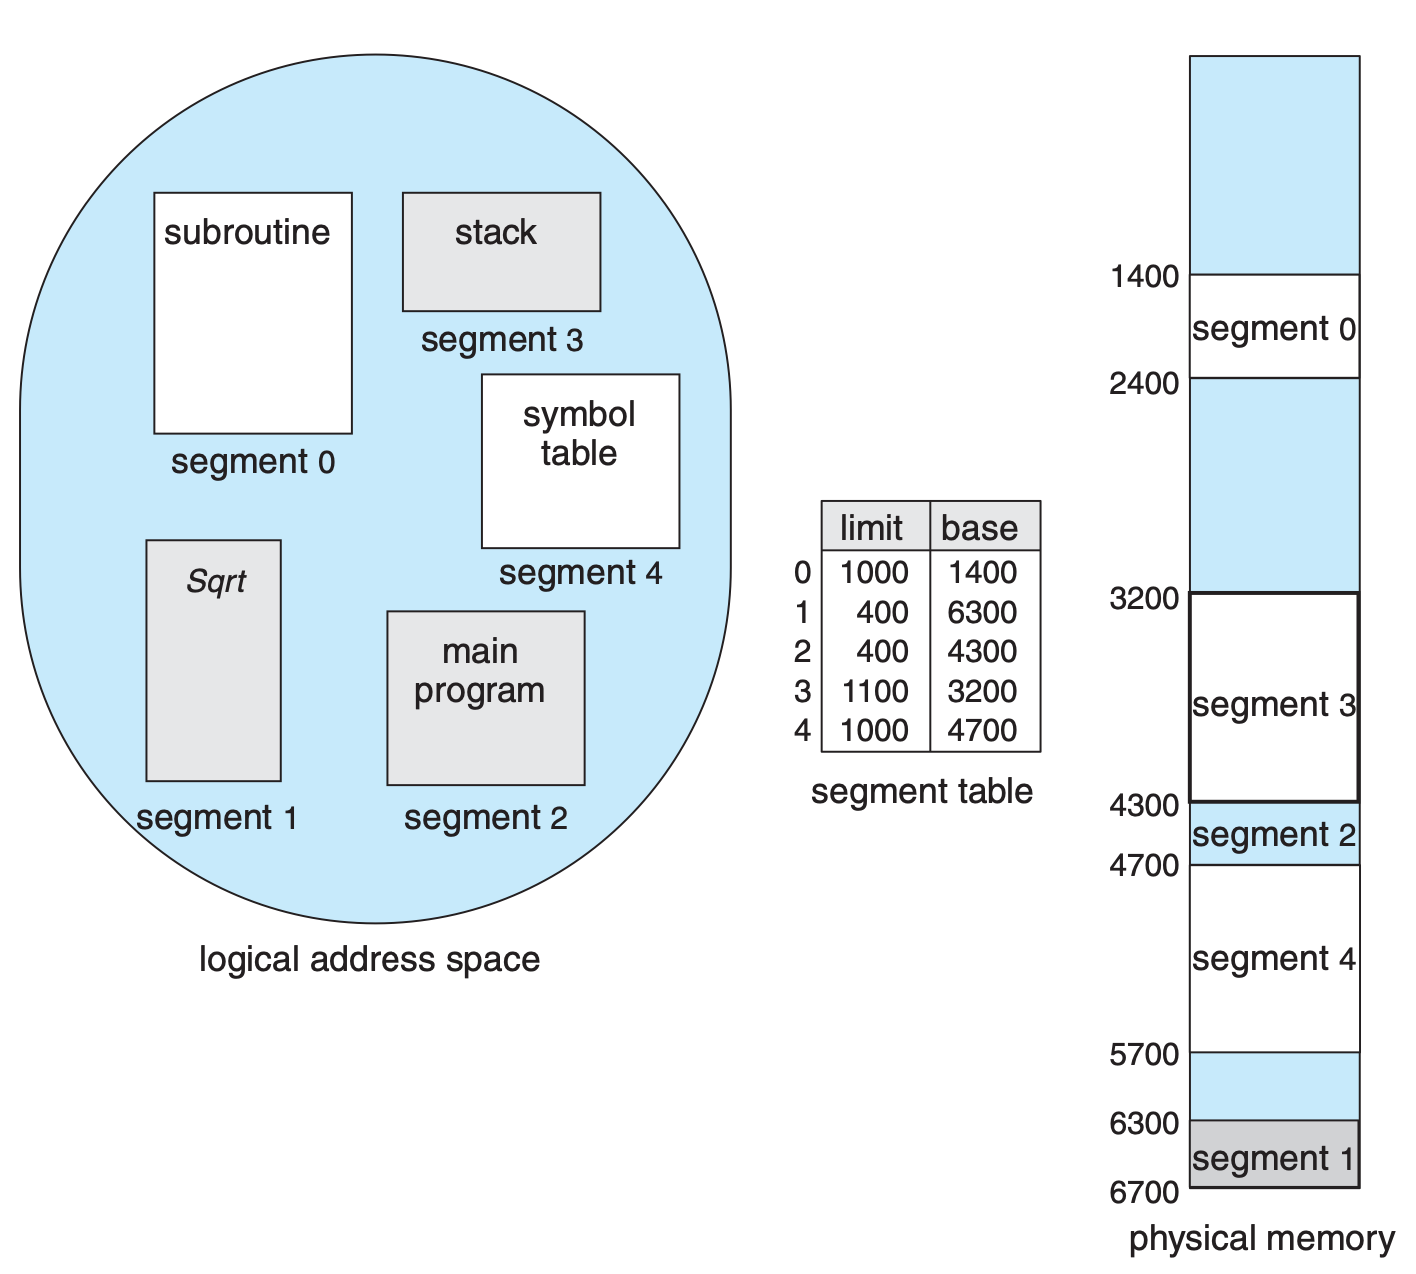 subroutine
segment 0
stack
segment 3
symbol
table
segment 4
Sqrt
segment 1
main
program
segment 2
logical address space
limit base
0 1000 1400
1 400 6300
2 400 4300
3 1100 3200
4 1000 4700
segment table
1400
segment 0
2400
3200
segment 3
4300
segment 2
4700
segment 4
5700
6300
segment 1
6700
physical memory